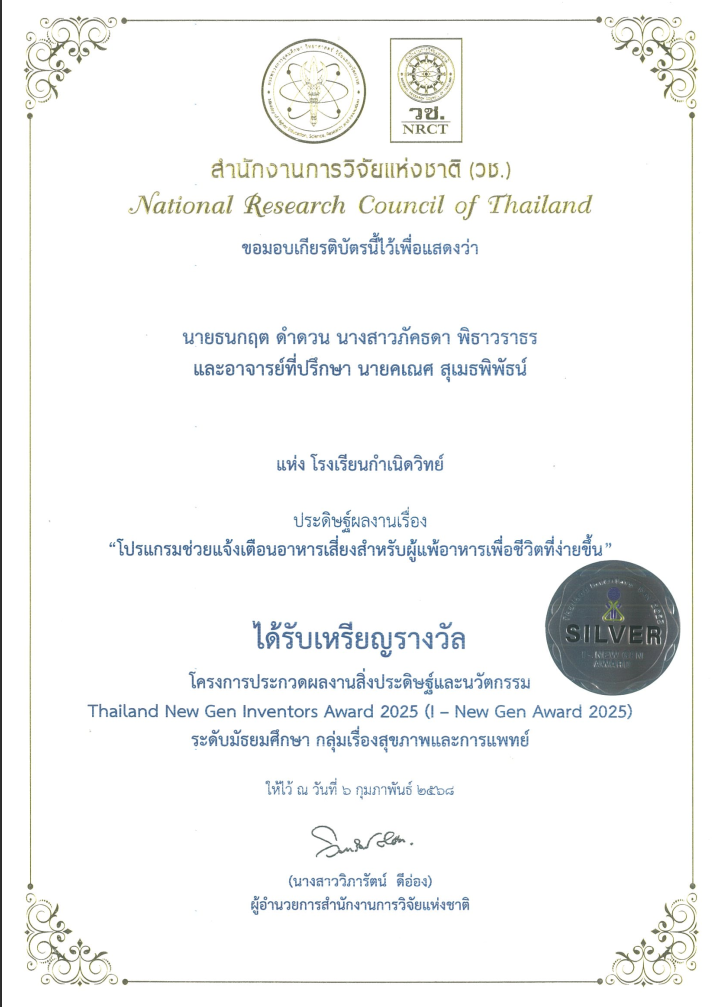 วช.
NRCT
สำนักงานการวิจัยแห่งชาติ (วช.)
National Research Council of Thailand
ขอมอบเกียรติบัตรนี้ไว้เพื่อแสดงว่า
นายธนกฤต ดำดวน นางสาวภัคธดา พิธาวราธร
และอาจารย์ที่ปรึกษา นายคเณศ สุเมธพิพัธน์
แห่ง โรงเรียนกำเนิดวิทย์
ประดิษฐ์ผลงานเรื่อง
“โปรแกรมช่วยแจ้งเตือนอาหารเสี่ยงสำหรับผู้แพ้อาหารเพื่อชีวิตที่ง่ายขึ้น”
SILVER
I - NEW GEN
AWARD
ได้รับเหรียญรางวัล
โครงการประกวดผลงานสิ่งประดิษฐ์และนวัตกรรม
Thailand New Gen Inventors Award 2025 (I – New Gen Award 2025)
ระดับมัธยมศึกษา กลุ่มเรื่องสุขภาพและการแพทย์
ให้ไว้ ณ วันที่ ๖ กุมภาพันธ์ ๒๕๖๘
(นางสาววิภารัตน์ ดีอ่อง)
ผู้อำนวยการสำนักงานการวิจัยแห่งชาติ